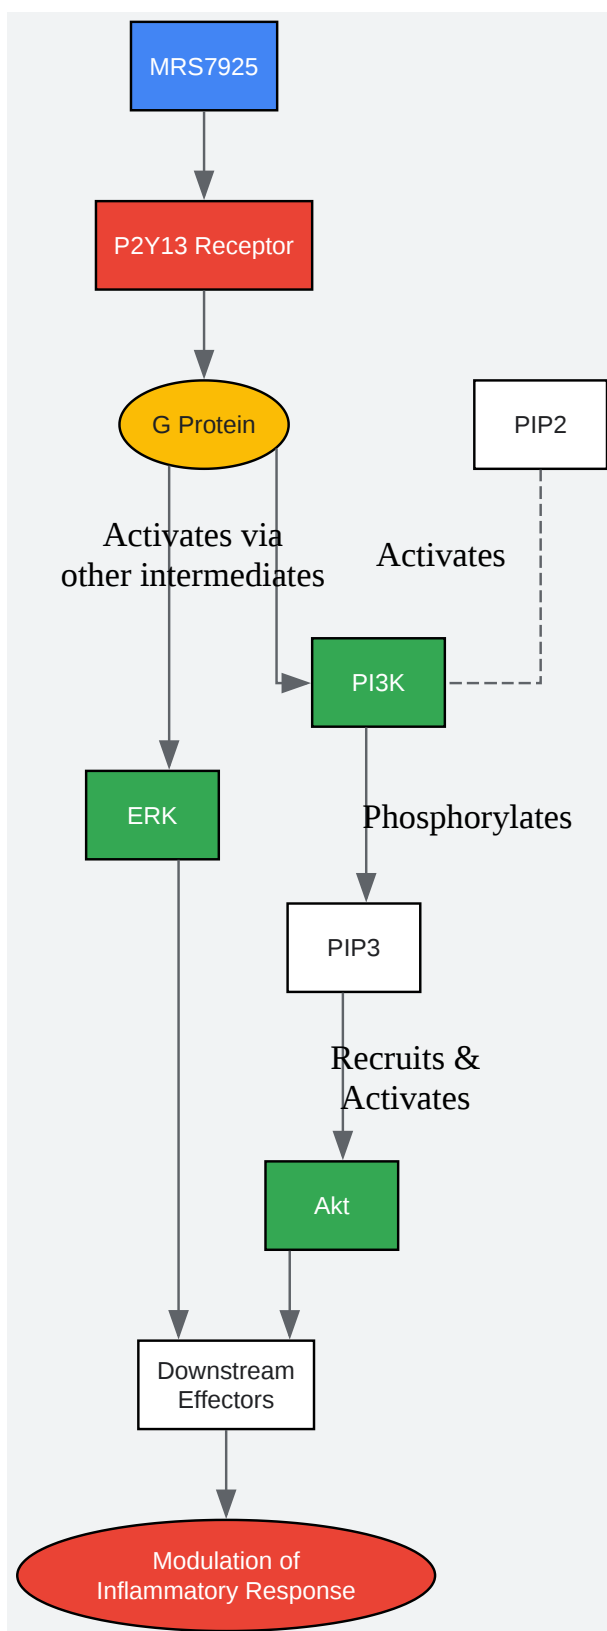 MRS7925
P2Y13 Receptor
G Protein
PIP2
Activates via
other intermediates
Activates
PI3K
ERK
Phosphorylates
PIP3
Recruits &
Activates
Akt
Downstream
Effectors
Modulation of
Inflammatory Response